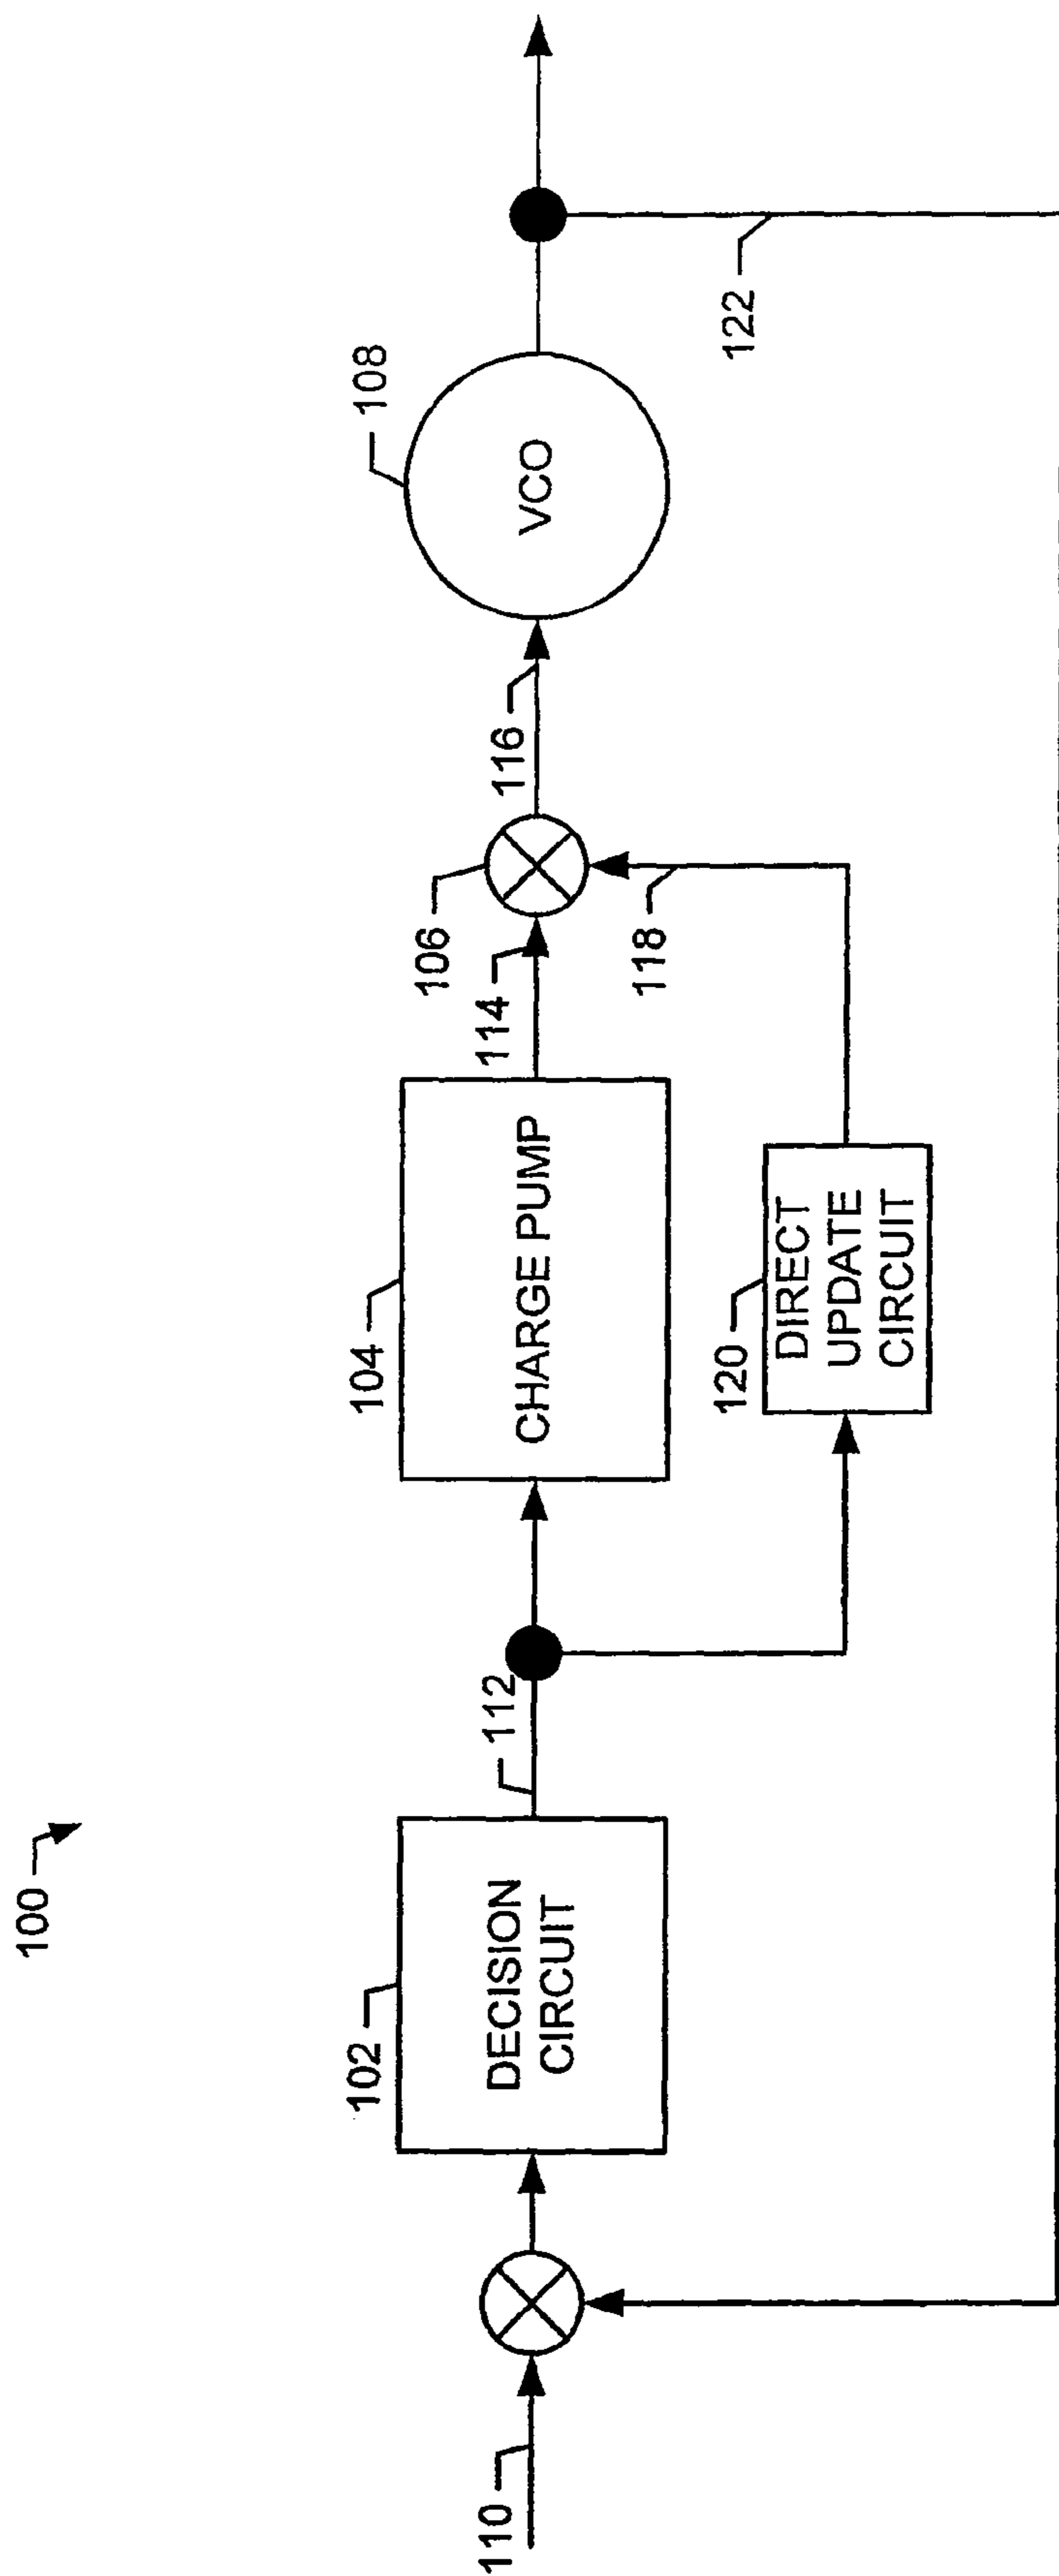 100
110
102
DECISION
CIRCUIT
112
104
CHARGE PUMP
120
DIRECT
UPDATE
CIRCUIT
114
106
118
116
108
VCO
122